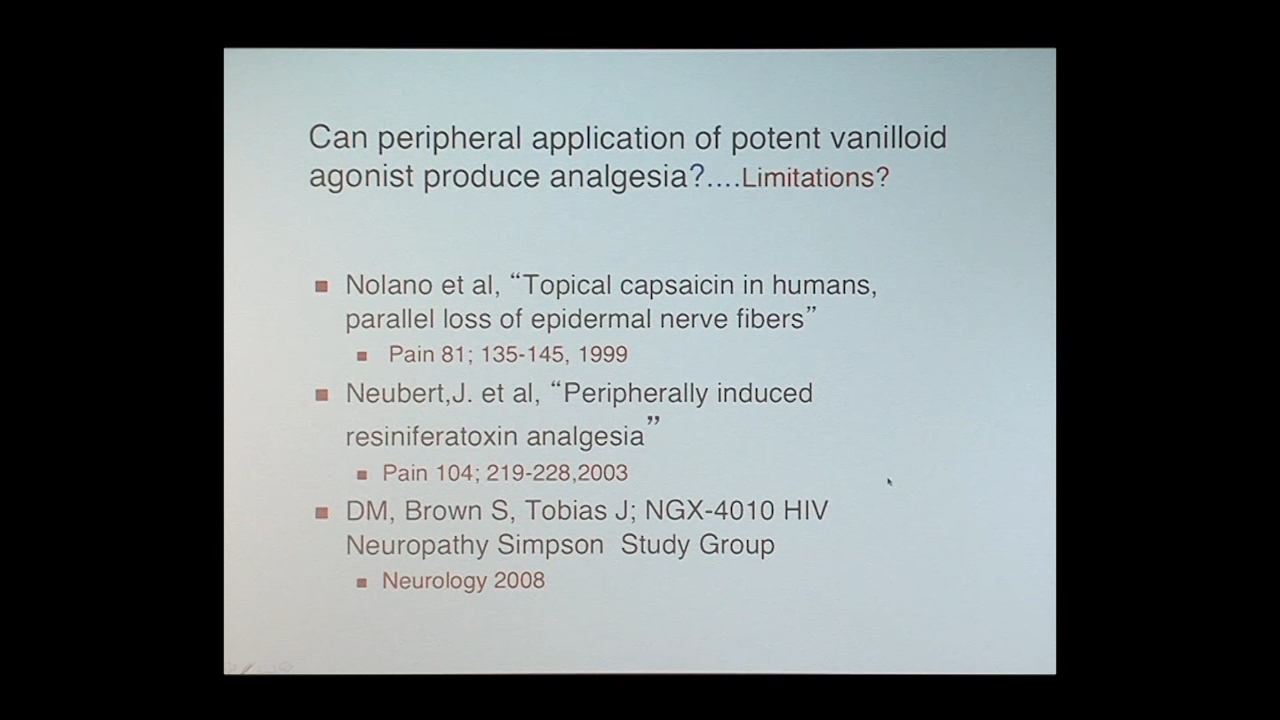 Can peripheral application of potent vanilloid
agonist produce analgesia?....Limitations?
Nolano et al, “Topical capsaicin in humans,
parallel loss of epidermal nerve fibers”
Pain 81; 135-145, 1999
Neubert,J. et al, “Peripherally induced
resiniferatoxin analgesia”
Pain 104; 219-228,2003
DM, Brown S, Tobias J; NGX-4010 HIV
Neuropathy Simpson  Study Group
Neurology 2008